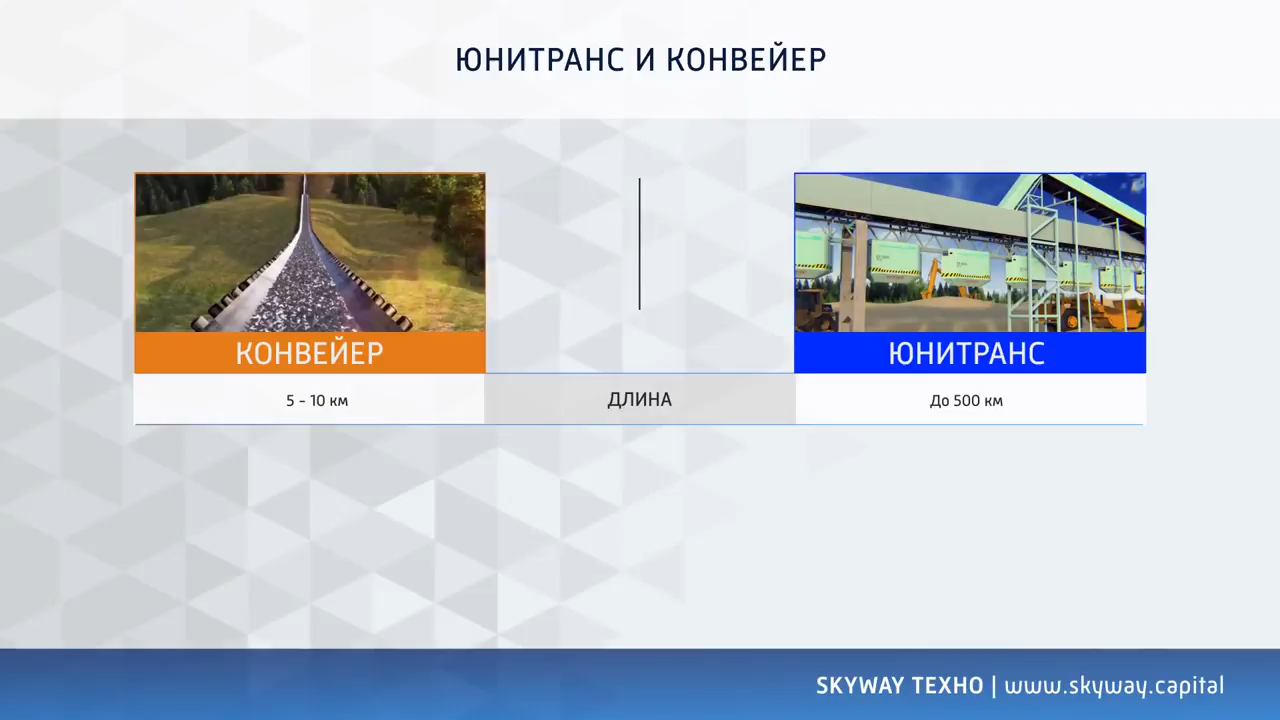 ЮНИТРАНС И КОНВЕЙЕР
КОНВЕЙЕР
ЮНИТРАНС
5 - 10 км
ДЛИНА
До 500 км
SKYWAY ТЕХНО | www.skyway.capital